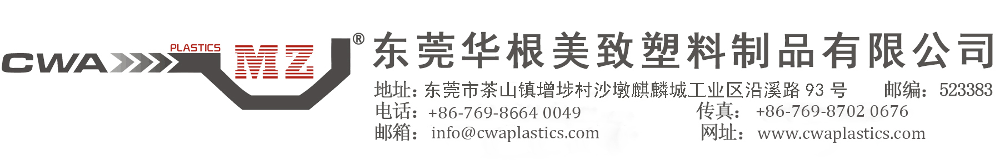 CWA
PLASTICS
MZ
®
东莞华根美致塑料制品有限公司
地址：东莞市茶山镇增埗村沙墩麒麟城工业区沿溪路 93 号 邮编：523383
电话：+86-769-8664 0049 传真：+86-769-8702 0676
邮箱：info@cwaplastics.com 网址：www.cwaplastics.com